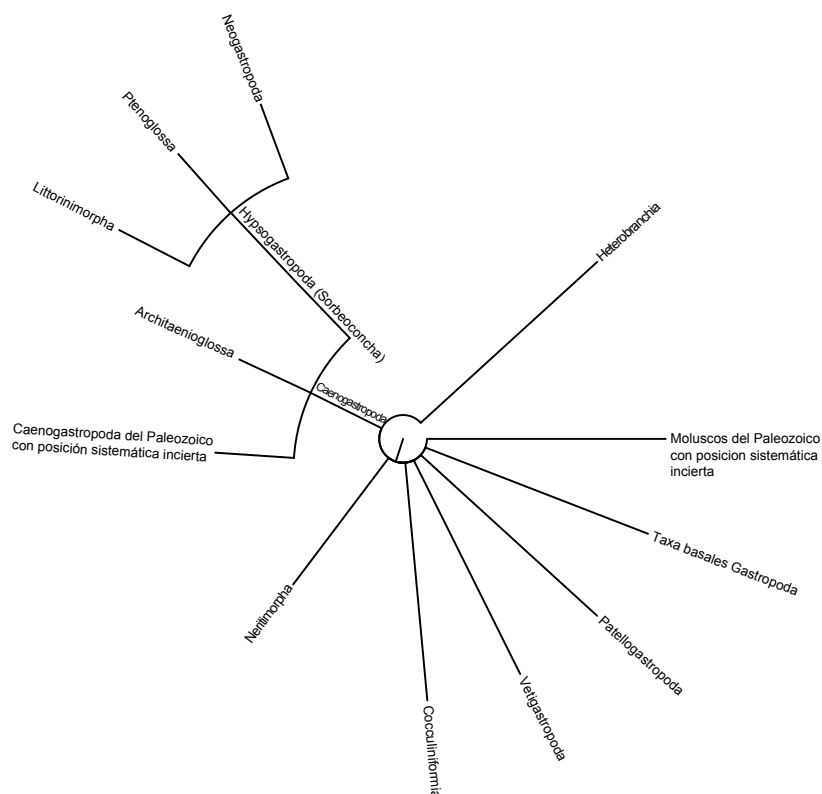 Neogastropoda
Ptenoglossa
Littorinimorpha
Hypsogastropoda (Sorbeoconcha)
Heterobranchia
Architaenioglossa
Caenogastropoda
Caenogastropoda del Paleozoico
con posición sistemática incierta
Moluscos del Paleozoico
con posicion sistemática
incierta
Taxa basales Gastropoda
Patellogastropoda
Vetigastropoda
Cocculiniformia
Neritimorpha